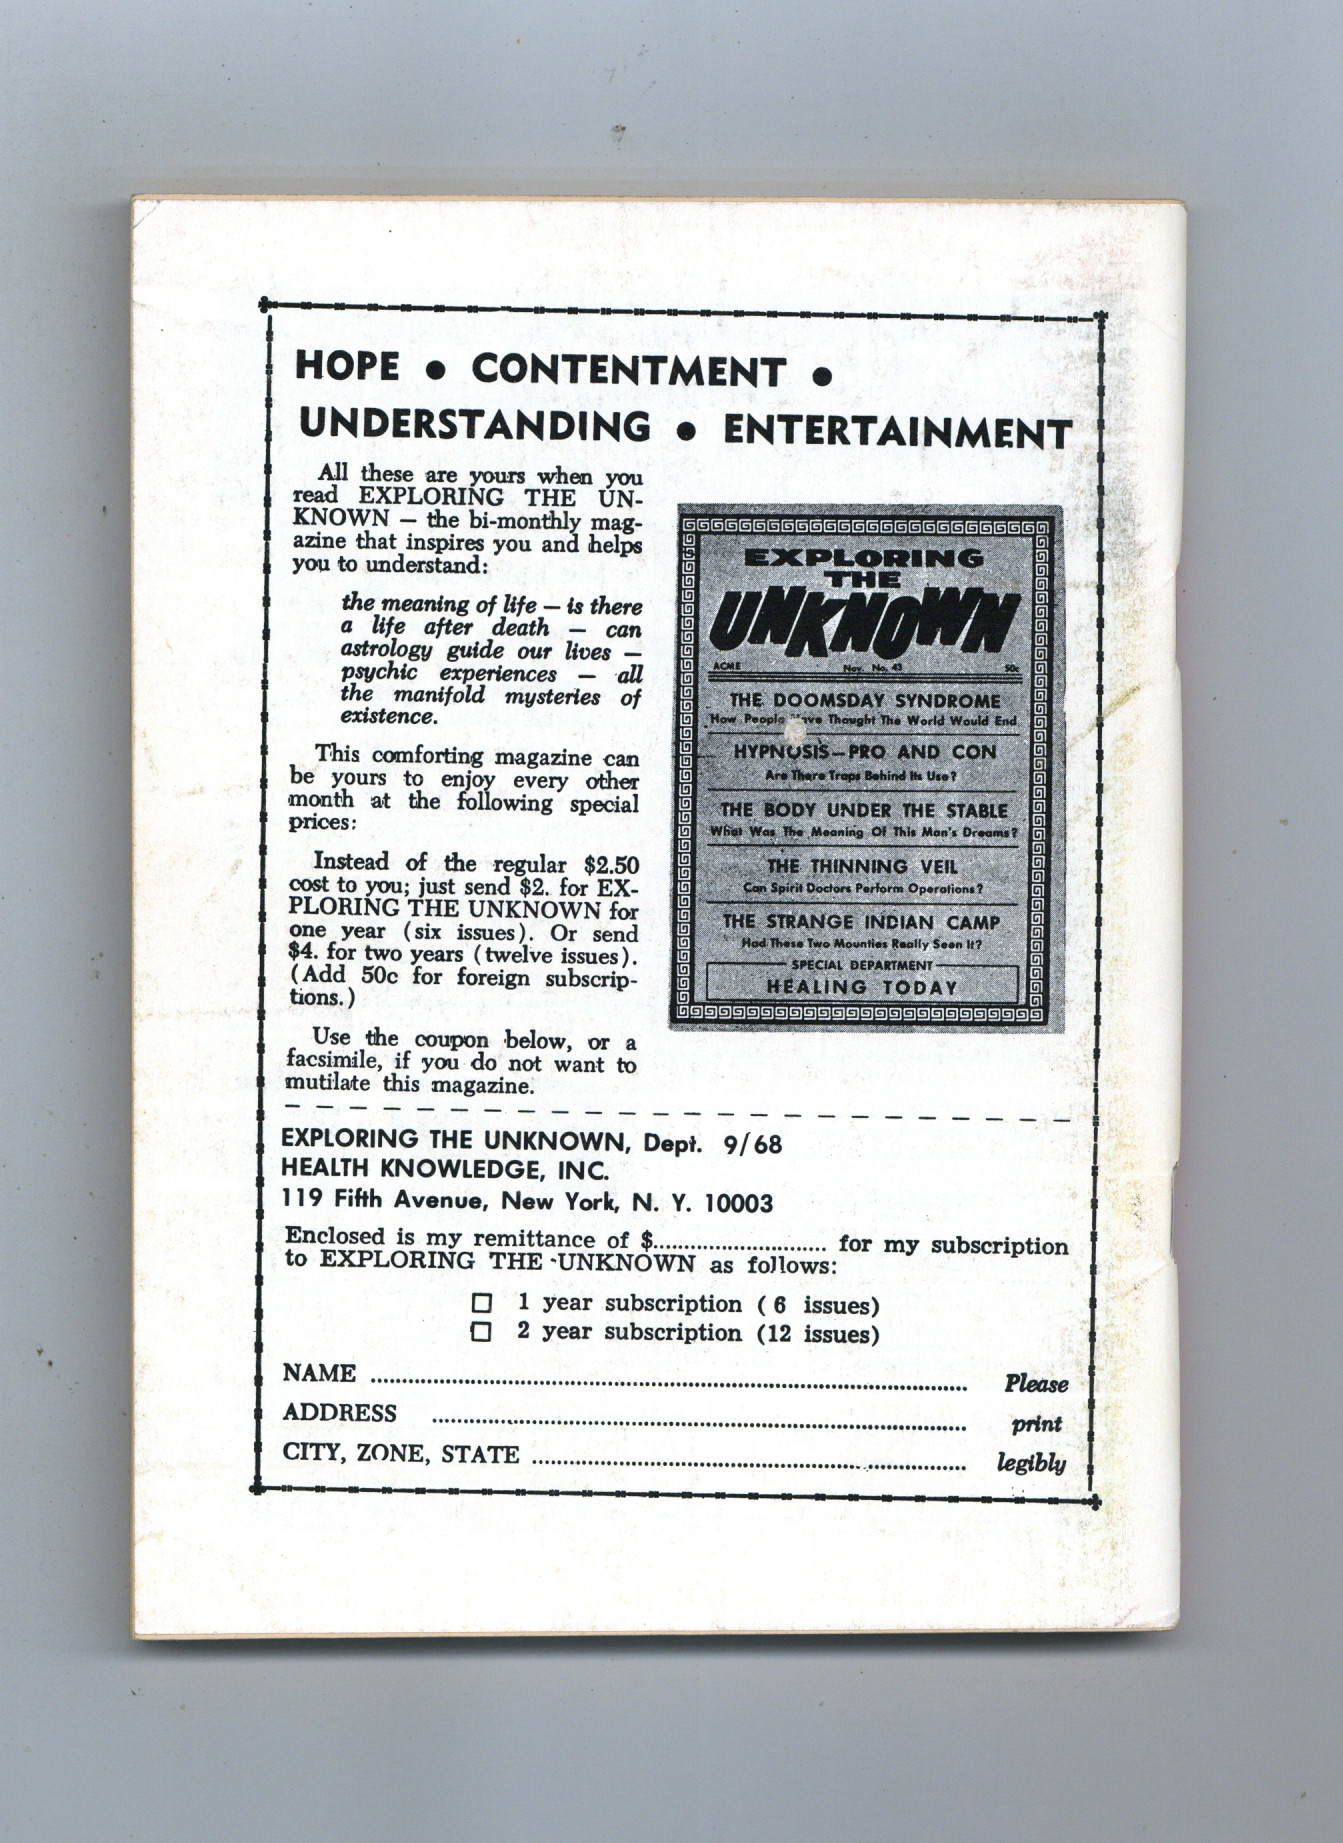 HOPE • CONTENTMENT •
UNDERSTANDING • ENTERTAINMENT
All these are yours when you
read EXPLORING THE UN-
KNOWN — the bi-monthly mag-
azine that inspires you and helps
you to understand:
the meaning of life — is there
a life after death — can
astrology guide our lives —
psychic experiences — all
the manifold mysteries of
existence.
This comforting magazine can
be yours to enjoy every other
month at the following special
prices:
Instead of the regular $2.50
cost to you; just send $2. for EX-
PLORING THE UNKNOWN for
one year (six issues). Or send
$4. for two years (twelve issues).
(Add 50c for foreign subscrip-
tions.)
Use the coupon below, or a
facsimile, if you do not want to
mutilate this magazine.
EXPLORING
THE
UNKNOWN
ACME Nov. No. 43 50c
THE DOOMSDAY SYNDROME
How People Have Thought The World Would End
HYPNOSIS—PRO AND CON
Are There Traps Behind Its Use?
THE BODY UNDER THE STABLE
What Was The Meaning Of This Man's Dreams?
THE THINNING VEIL
Can Spirit Doctors Perform Operations?
THE STRANGE INDIAN CAMP
Had These Two Mounties Really Seen It?
SPECIAL DEPARTMENT
HEALING TODAY
EXPLORING THE UNKNOWN, Dept. 9/68
HEALTH KNOWLEDGE, INC.
119 Fifth Avenue, New York, N. Y. 10003
Enclosed is my remittance of $.............................. for my subscription
to EXPLORING THE UNKNOWN as follows:
☐ 1 year subscription ( 6 issues)
☐ 2 year subscription (12 issues)
NAME .............................. Please
ADDRESS .............................. print
CITY, ZONE, STATE .............................. legibly